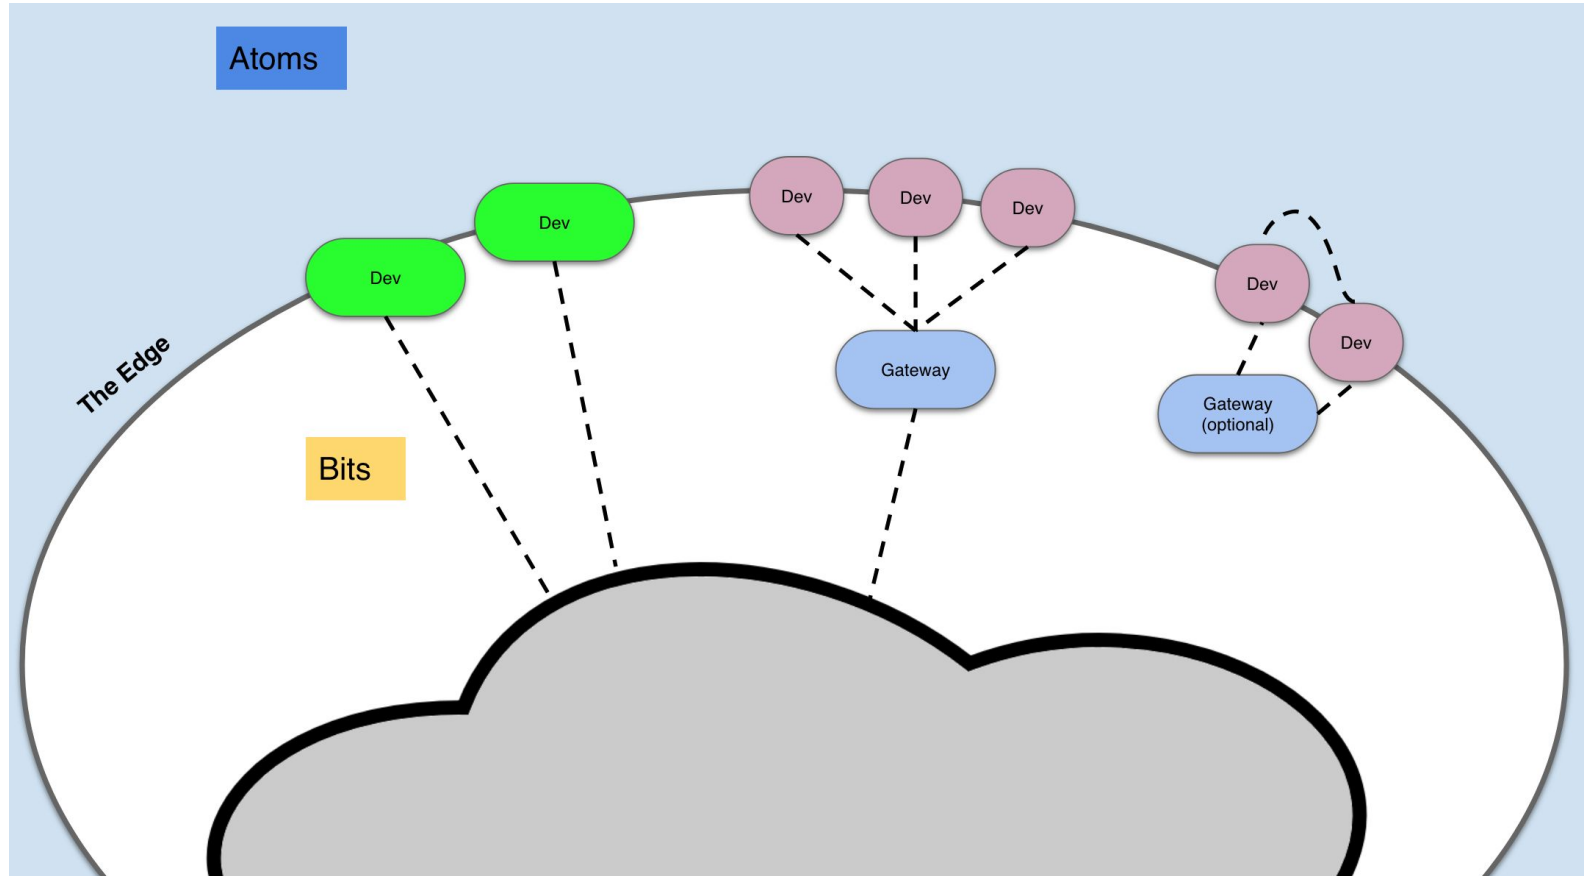 Atoms
Dev
Dev
Dev
Dev
Dev
Dev
Dev
The Edge
Gateway
Gateway
(optional)
Bits